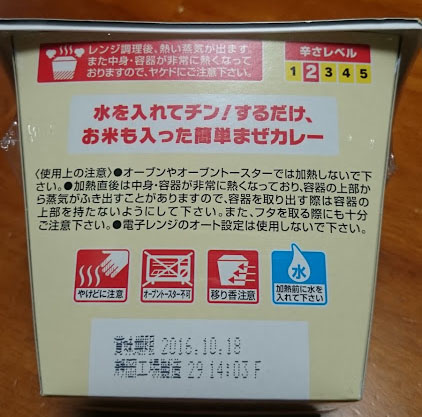 レンジ調理後、熱い蒸気が出ます。
また中身・容器が非常に熱くなって
おりますので、ヤケドにご注意下さい。
辛さレベル
1 2 3 4 5
水を入れてチン!するだけ、
お米も入った簡単まぜカレー
〈使用上の注意〉●オーブンやオーブントースターでは加熱しないで下
さい。●加熱直後は中身・容器が非常に熱くなっており、容器の上部か
ら蒸気がふき出すことがありますので、容器を取り出す際は容器の
上部を持たないようにして下さい。また、フタを取る際にも十分
ご注意下さい。●電子レンジのオート設定は使用しないで下さい。
やけどに注意
オーブントースター不可
移り香注意
水
加熱前に水を
入れて下さい
賞味期限 2016.10.18
静岡工場製造 29 14:03 F